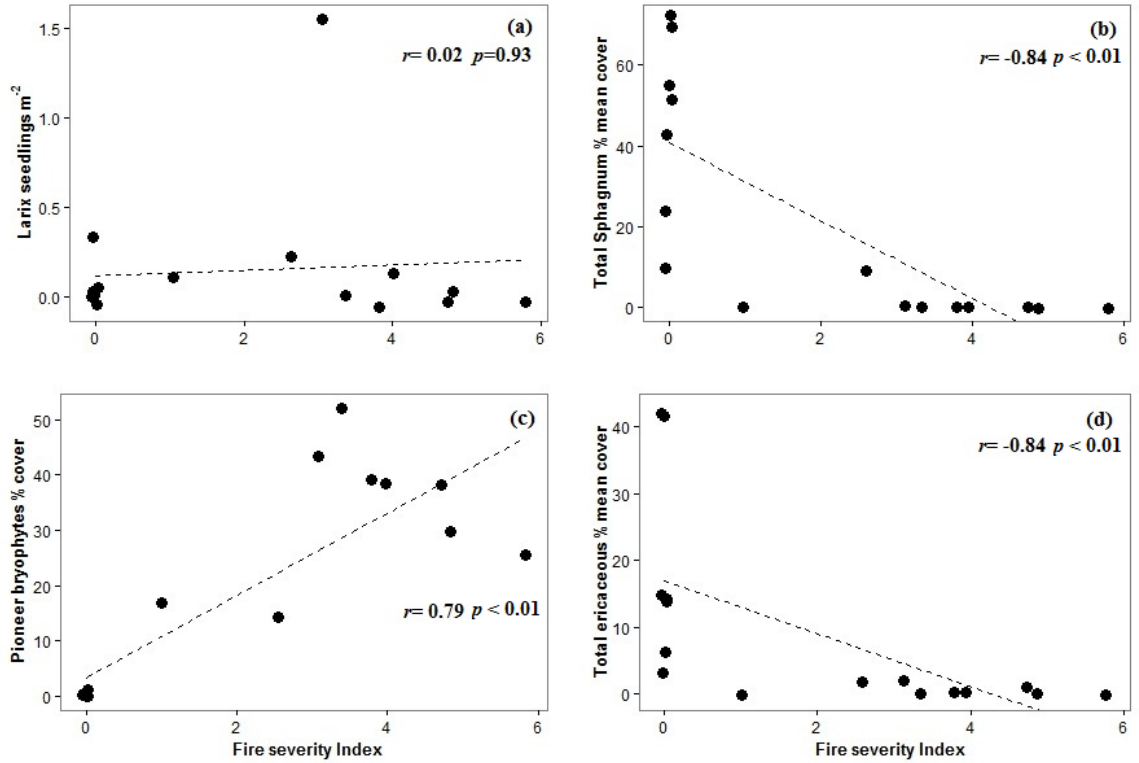 (a)
r= 0.02 p=0.93
Larix seedlings m-2
1.5
1.0
0.5
0.0
0 2 4 6
(b)
r= -0.84 p < 0.01
Total Sphagnum % mean cover
60
40
20
0
0 2 4 6
(c)
r= 0.79 p < 0.01
Pioneer bryophytes % cover
50
40
30
20
10
0
0 2 4 6
Fire severity Index
(d)
r= -0.84 p < 0.01
Total ericaceous % mean cover
40
30
20
10
0
0 2 4 6
Fire severity Index